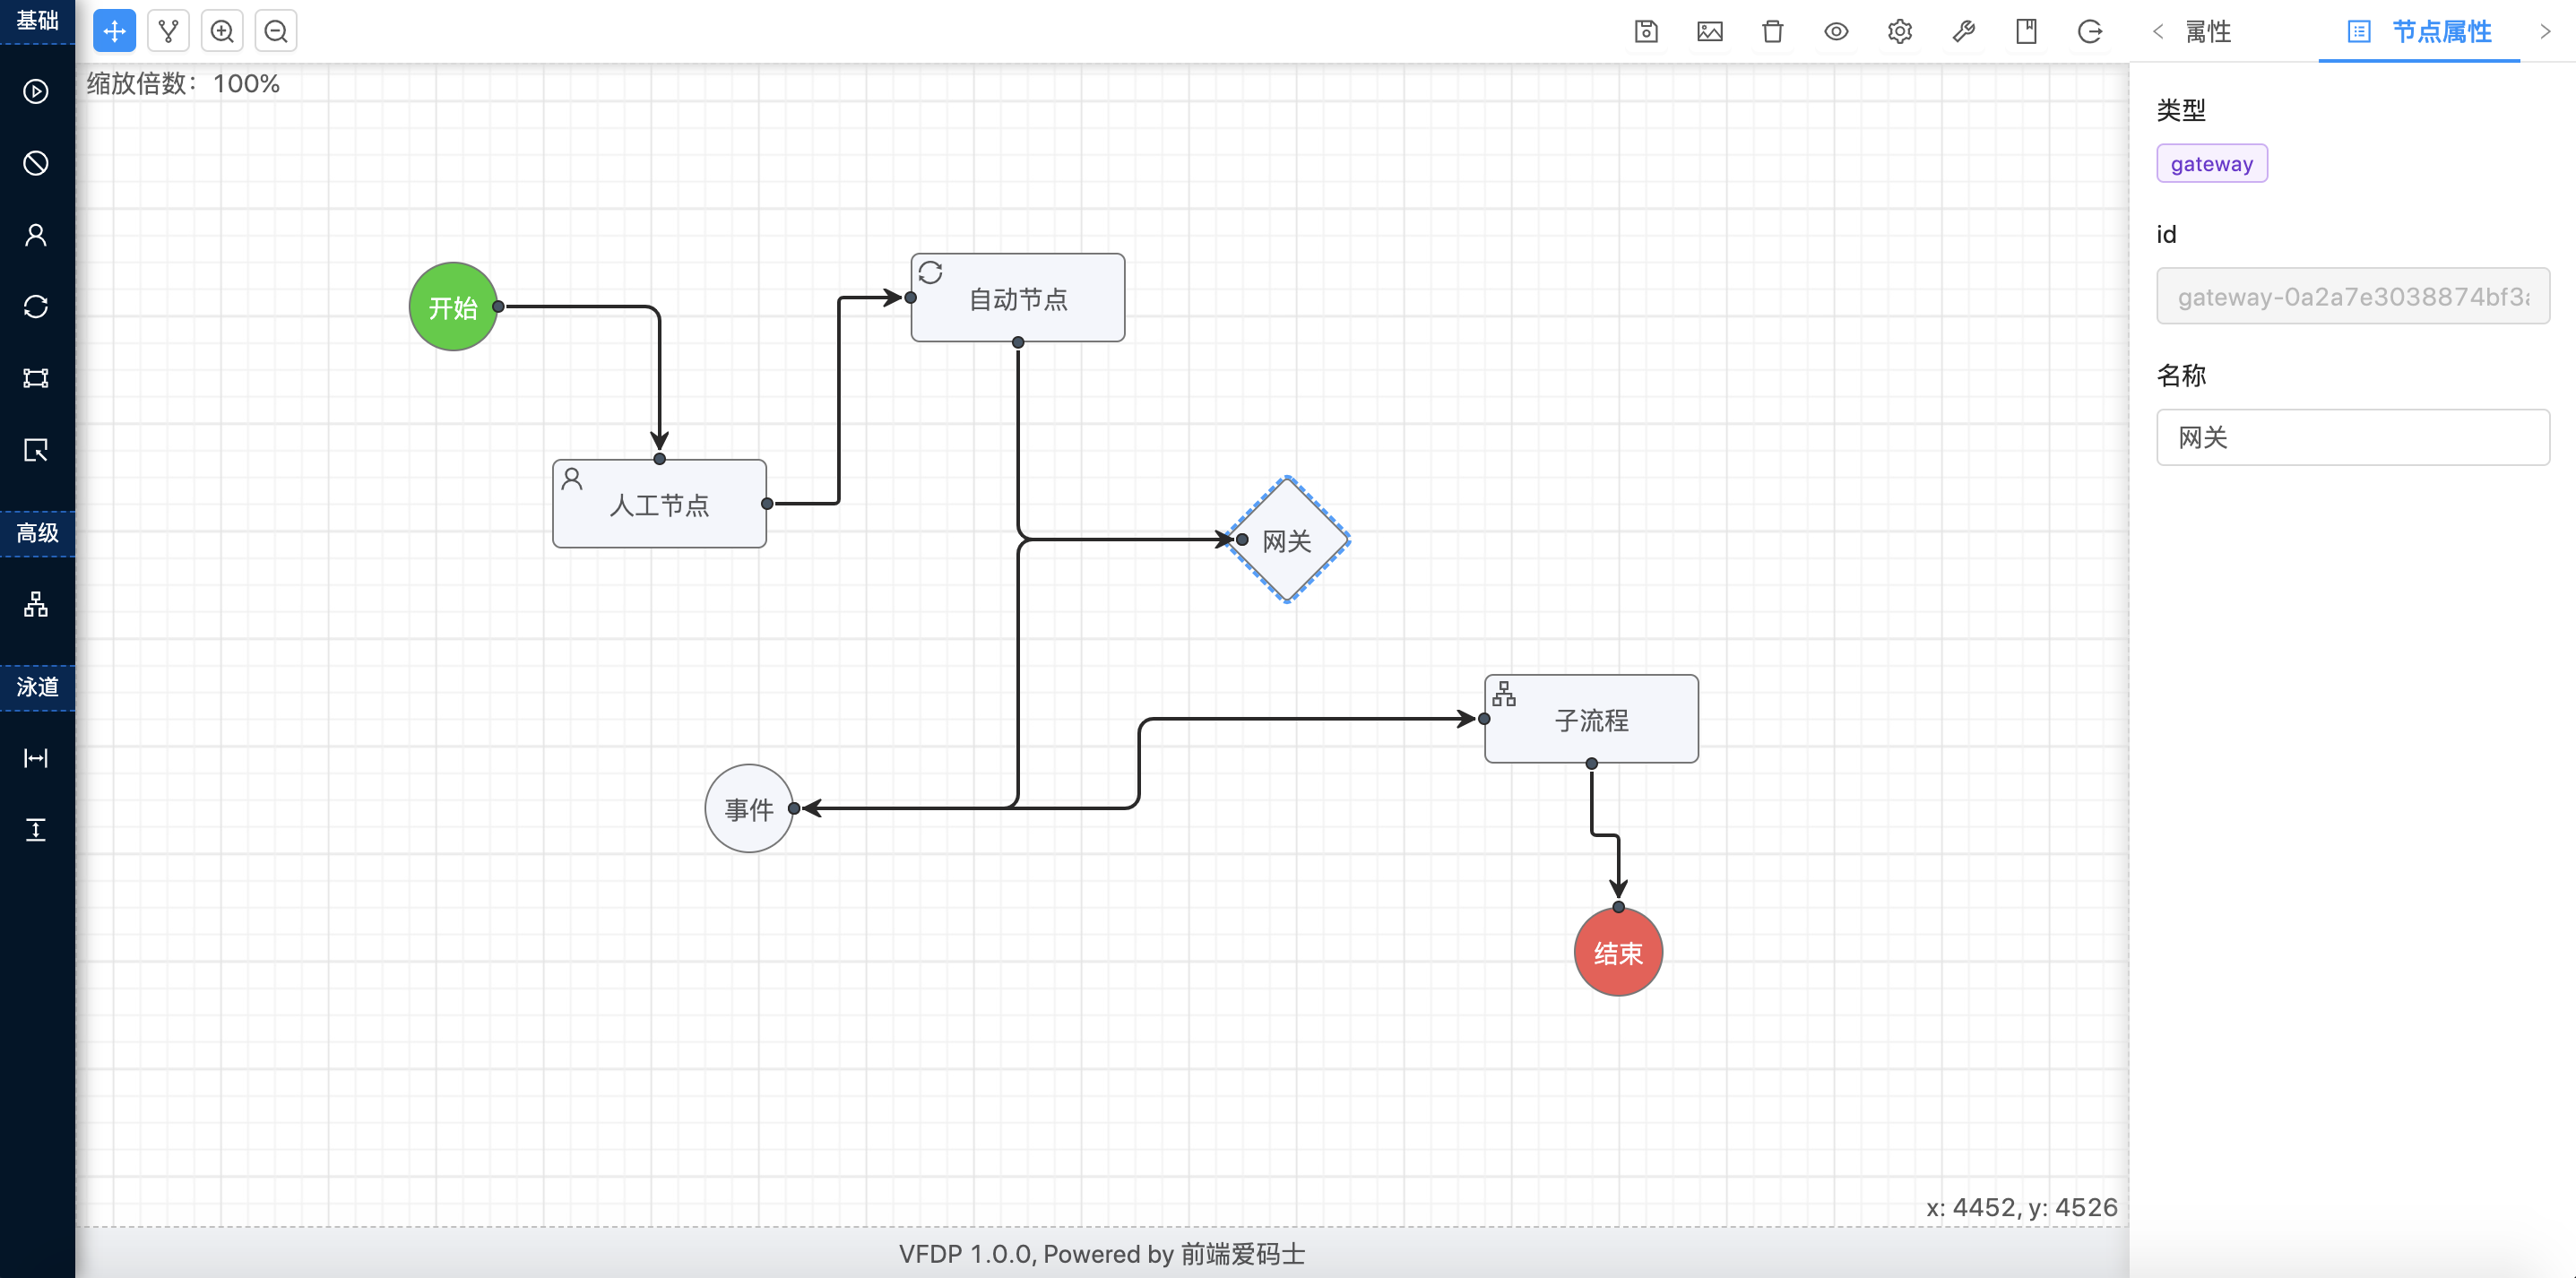 基础
高级
泳道
缩放倍数：100%
开始
自动节点
人工节点
网关
子流程
事件
结束
x: 4452, y: 4526
VFDP 1.0.0, Powered by 前端爱码士
属性
节点属性
类型
gateway
id
gateway-0a2a7e3038874bf3
名称
网关